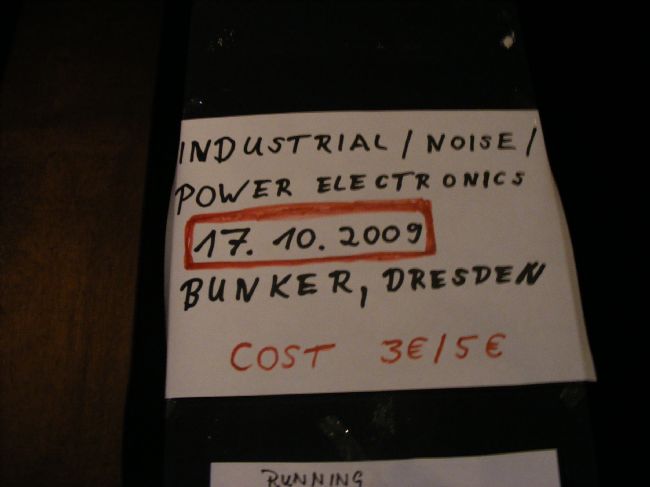 INDUSTRIAL / NOISE /
POWER ELECTRONICS
17. 10. 2009
BUNKER, DRESDEN
COST 3€/5€
RUNNING